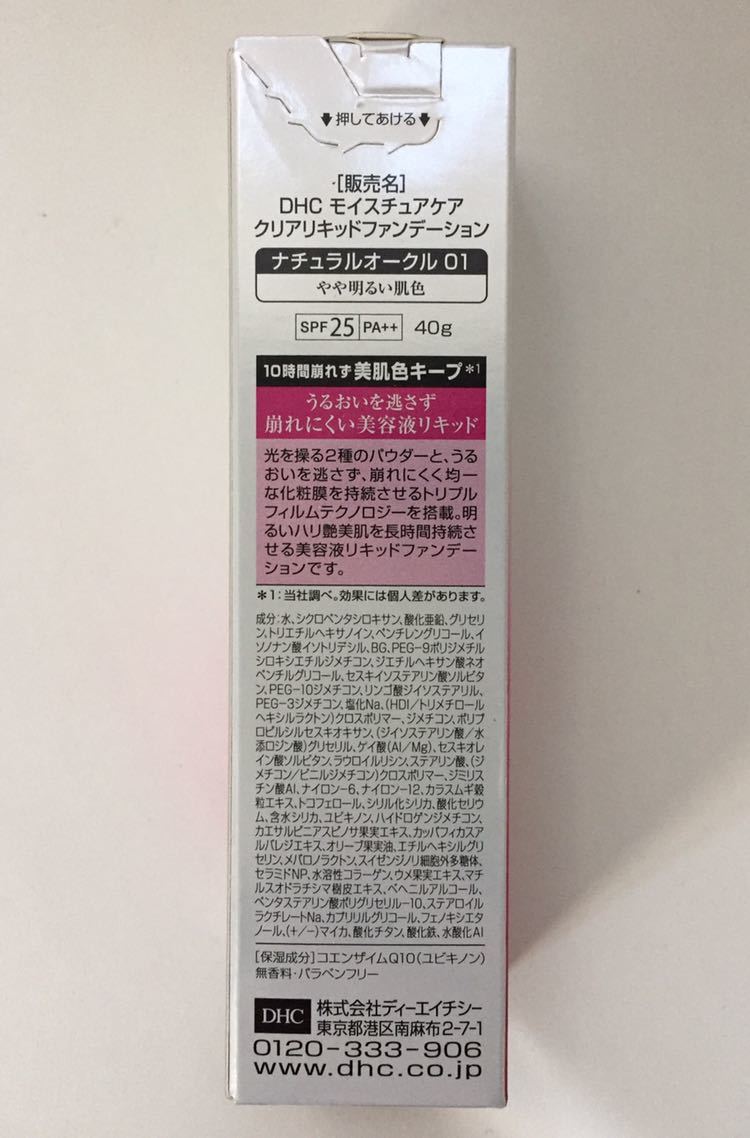 ▼押してあける▼
[販売名]
DHC モイスチュアケア
クリアリキッドファンデーション
ナチュラルオークル 01
やや明るい肌色
SPF25 PA++ 40g
10時間崩れず 美肌色キープ*1
うるおいを逃さず
崩れにくい美容液リキッド
光を操る2種のパウダーと、うる
おいを逃さず、崩れにくく均一
な化粧膜を持続させるトリプル
フィルムテクノロジーを搭載。明
るいハリ艶美肌を長時間持続さ
せる美容液リキッドファンデー
ションです。
*1:当社調べ。効果には個人差があります。
成分:水、シクロペンタシロキサン、酸化亜鉛、グリセリ
ン、トリエチルヘキサノイン、ペンチレングリコール、イ
ソノナン酸イソトリデシル、BG、PEG-9ポリジメチル
シロキシエチルジメチコン、ジエチルヘキサン酸ネオ
ペンチルグリコール、セスキイソステアリン酸ソルビタ
ン、PEG-10ジメチコン、リンゴ酸ジイソステアリル、
PEG-3ジメチコン、塩化Na、(HDI/トリメチロール
ヘキシルラクトン)クロスポリマー、ジメチコン、ポリプ
ロピルシルセスキオキサン、(ジイソステアリン酸/水
添ロジン酸)グリセリル、ケイ酸(Al/Mg)、セスキオレ
イン酸ソルビタン、ラウロイルリシン、ステアリン酸、(ジ
メチコン/ビニルジメチコン)クロスポリマー、ジミリス
チン酸Al、ナイロン-6、ナイロン-12、カラスムギ穀
粒エキス、トコフェロール、シリル化シリカ、酸化セリウ
ム、含水シリカ、ユビキノン、ハイドロゲンジメチコン、
カエサルピニアスピノサ果実エキス、カッパフィカスア
ルバレジエキス、オリーブ果実油、エチルヘキシルグリ
セリン、メバロノラクトン、スイゼンジノリ細胞外多糖体、
セラミドNP、水溶性コラーゲン、ウメ果実エキス、マチ
ルスオドラチシマ樹皮エキス、ベヘニルアルコール、
ペンタステアリン酸ポリグリセリル-10、ステアロイル
ラクチレートNa、カプリリルグリコール、フェノキシエタ
ノール、(+/-)マイカ、酸化チタン、酸化鉄、水酸化Al
[保湿成分]コエンザイムQ10(ユビキノン)
無香料・パラベンフリー
DHC 株式会社ディーエイチシー
東京都港区南麻布2-7-1
0120-333-906
www.dhc.co.jp